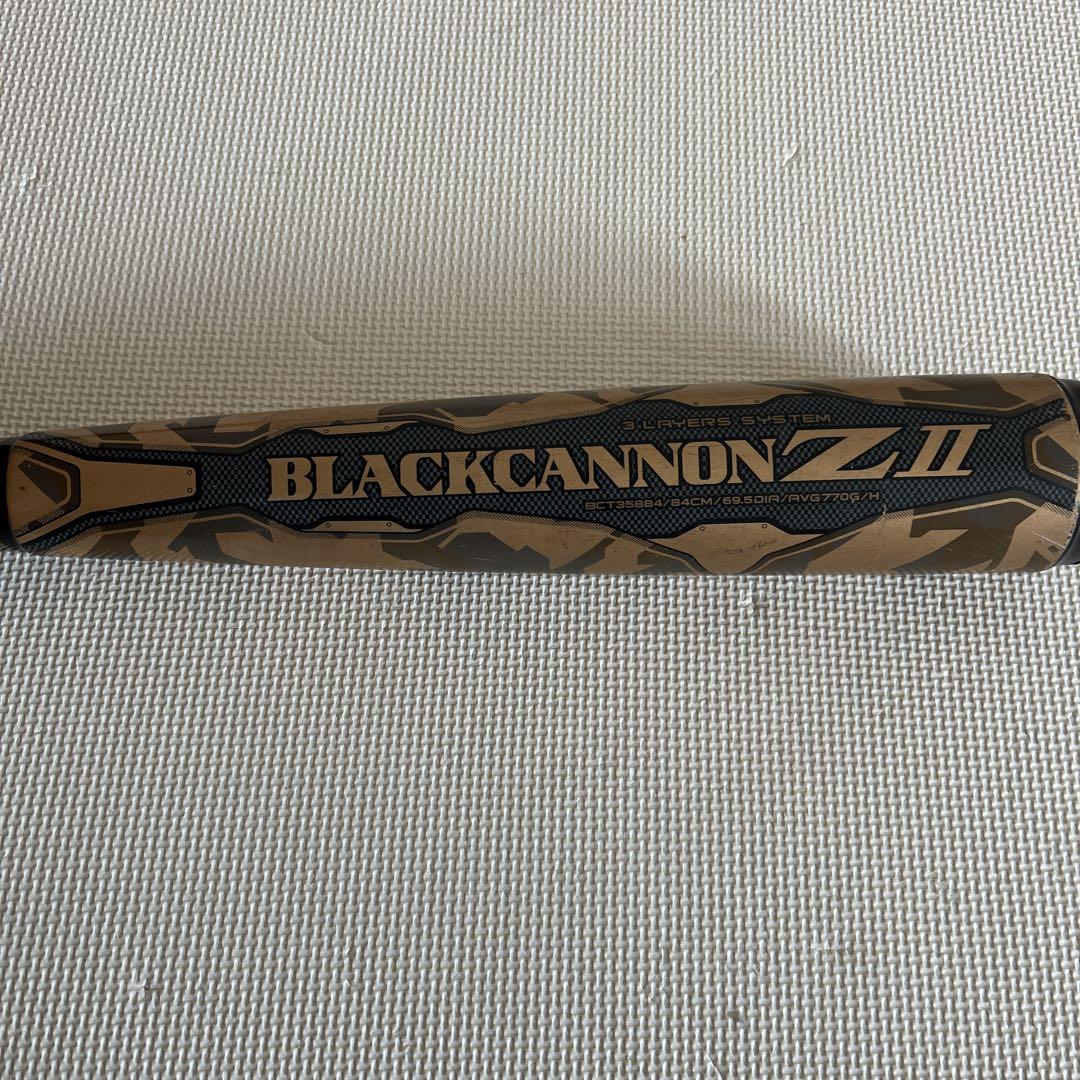 3 LAYERS SYSTEM
BLACKCANNON Z II
BCT35884/84CM/69.5DIA/AVG770G/H